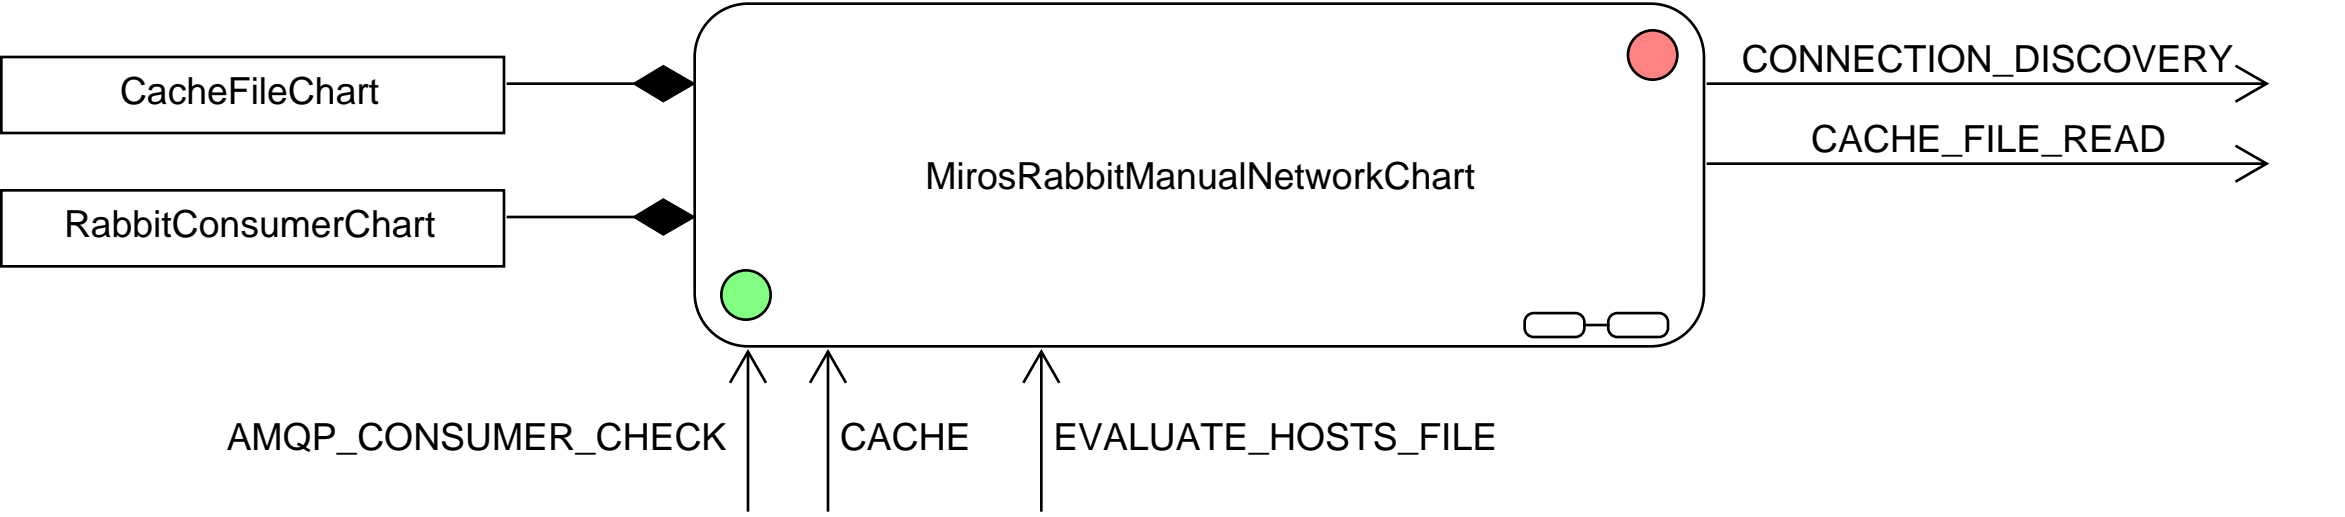 CONNECTION_DISCOVERY
CacheFileChart
CACHE_FILE_READ
MirosRabbitManualNetworkChart
RabbitConsumerChart
AMQP_CONSUMER_CHECK
CACHE
EVALUATE_HOSTS_FILE